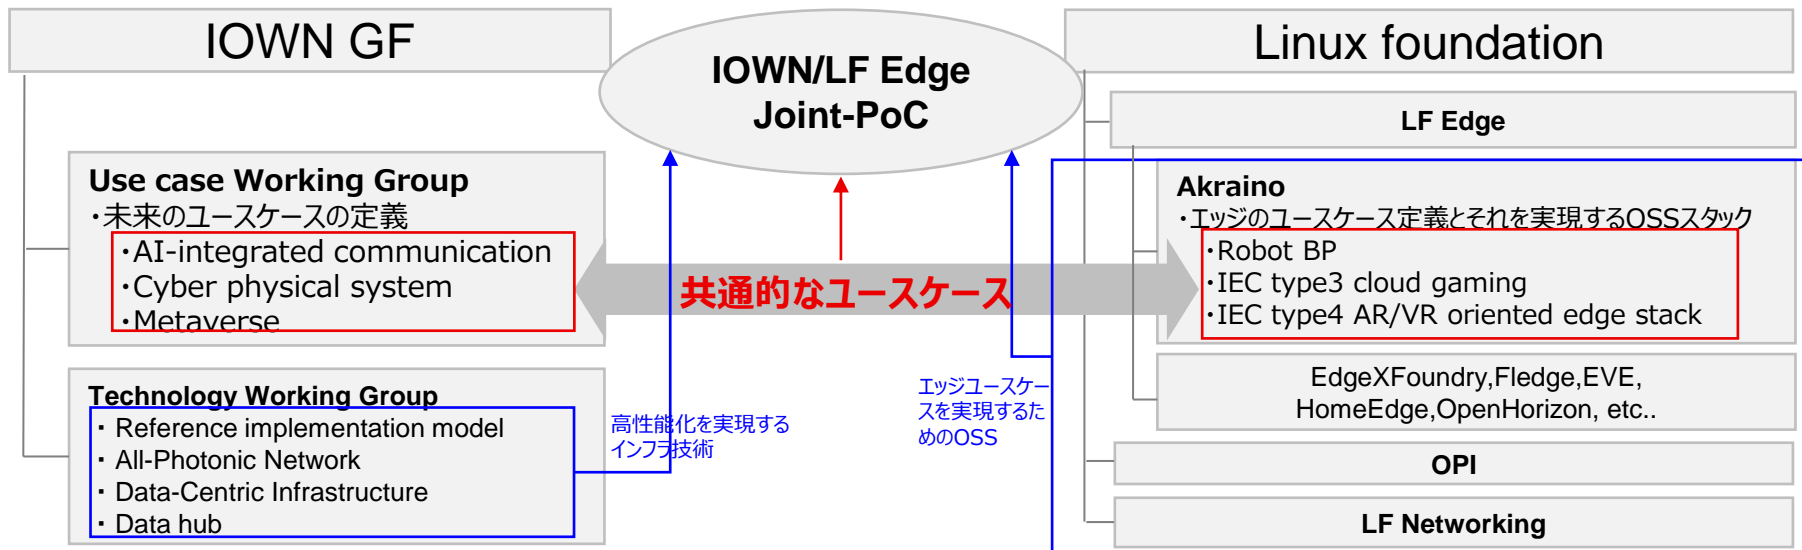 IOWN GF
IOWN/LF Edge
Joint-PoC
Linux foundation
LF Edge
Use case Working Group
・未来のユースケースの定義
・AI-integrated communication
・Cyber physical system
・Metaverse
共通的なユースケース
Akraino
・エッジのユースケース定義とそれを実現するOSSスタック
・Robot BP
・IEC type3 cloud gaming
・IEC type4 AR/VR oriented edge stack
Technology Working Group
・Reference implementation model
・All-Photonic Network
・Data-Centric Infrastructure
・Data hub
高性能化を実現する
インフラ技術
エッジユースケー
スを実現するた
めのOSS
EdgeXFoundry,Fledge,EVE,
HomeEdge,OpenHorizon, etc..
OPI
LF Networking